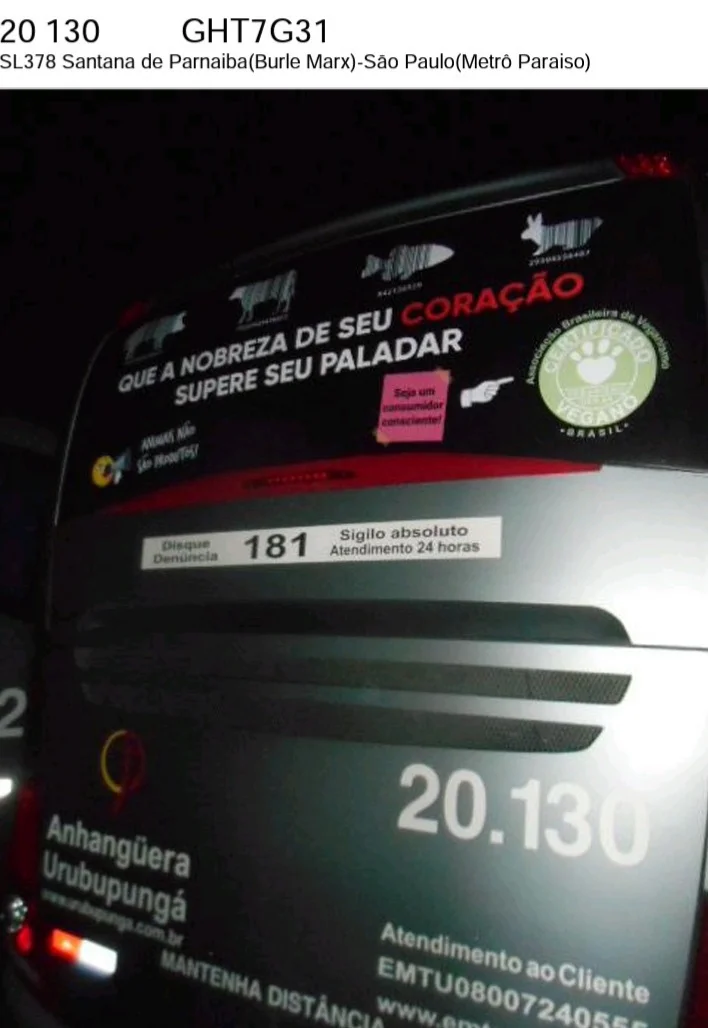 20 130 GHT7G31
SL378 Santana de Parnaiba(Burle Marx)-São Paulo(Metrô Paraiso)
QUE A NOBREZA DE SEU CORAÇÃO
SUPERE SEU PALADAR
Seja um
consumidor
consciente!
Associação Brasileira de Veganismo
CERTIFICADO
VEGANO
•BRASIL•
ANIMAIS NÃO
SÃO PRODUTOS!
Disque
Denúncia
181
Sigilo absoluto
Atendimento 24 horas
2
20.130
Anhangüera
Urubupungá
www.urubupunga.com.br
Atendimento ao Cliente
MANTENHA DISTÂNCIA